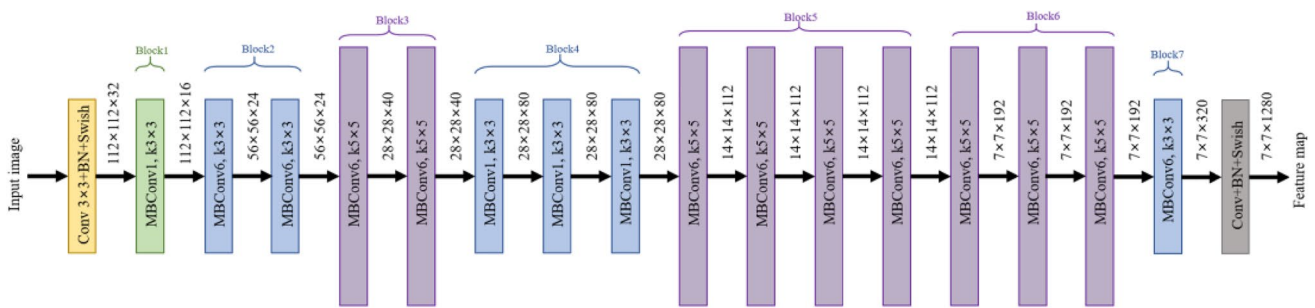 Block1
Block2
Block3
Block4
Block5
Block6
Block7
Input image
Conv 3×3+BN+Swish
112×112×32
MBConv1, k3×3
112×112×16
MBConv6, k3×3
56×56×24
MBConv6, k3×3
56×56×24
MBConv6, k5×5
28×28×40
MBConv6, k5×5
28×28×40
MBConv1, k3×3
28×28×80
MBConv1, k3×3
28×28×80
MBConv1, k3×3
28×28×80
MBConv6, k5×5
14×14×112
MBConv6, k5×5
14×14×112
MBConv6, k5×5
14×14×112
MBConv6, k5×5
14×14×112
MBConv6, k5×5
7×7×192
MBConv6, k5×5
7×7×192
MBConv6, k5×5
7×7×192
MBConv6, k3×3
7×7×320
Conv+BN+Swish
7×7×1280
Feature map